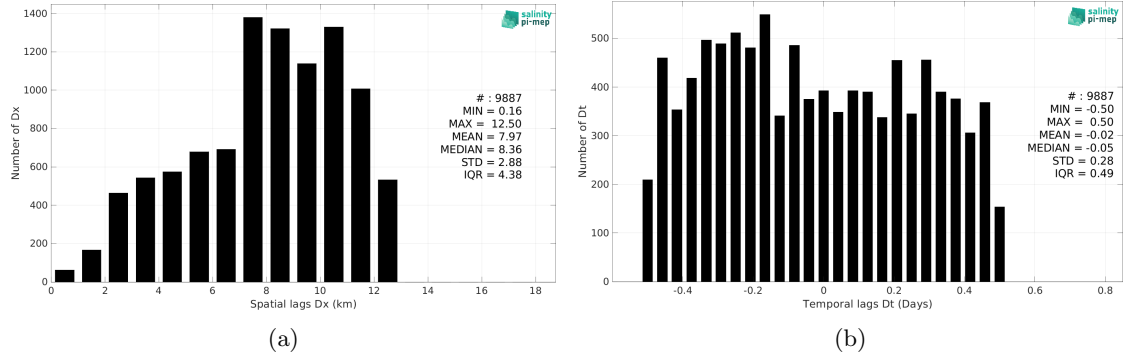 1400
1200
1000
800
600
400
200
0
Number of Dx
salinity
pi-mep
# : 9887
MIN = 0.16
MAX = 12.50
MEAN = 7.97
MEDIAN = 8.36
STD = 2.88
IQR = 4.38
0 2 4 6 8 10 12 14 16 18
Spatial lags Dx (km)
(a)
500
400
300
200
100
0
Number of Dt
salinity
pi-mep
# : 9887
MIN = -0.50
MAX = 0.50
MEAN = -0.02
MEDIAN = -0.05
STD = 0.28
IQR = 0.49
-0.4 -0.2 0 0.2 0.4 0.6 0.8
Temporal lags Dt (Days)
(b)